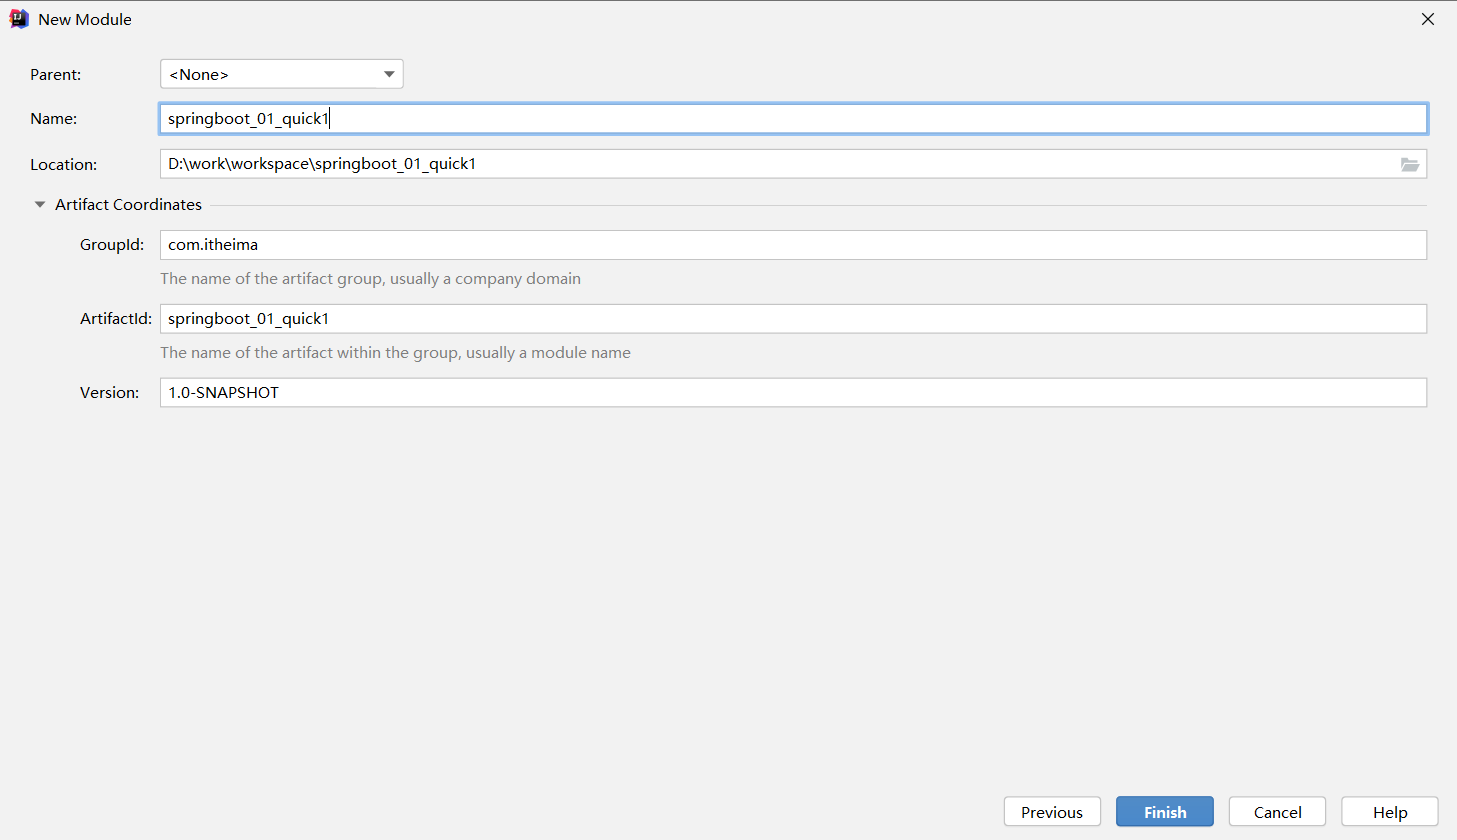 New Module
Parent: <None>
Name: springboot_01_quick1
Location: D:\work\workspace\springboot_01_quick1
Artifact Coordinates
GroupId: com.itheima
The name of the artifact group, usually a company domain
ArtifactId: springboot_01_quick1
The name of the artifact within the group, usually a module name
Version: 1.0-SNAPSHOT
Previous Finish Cancel Help